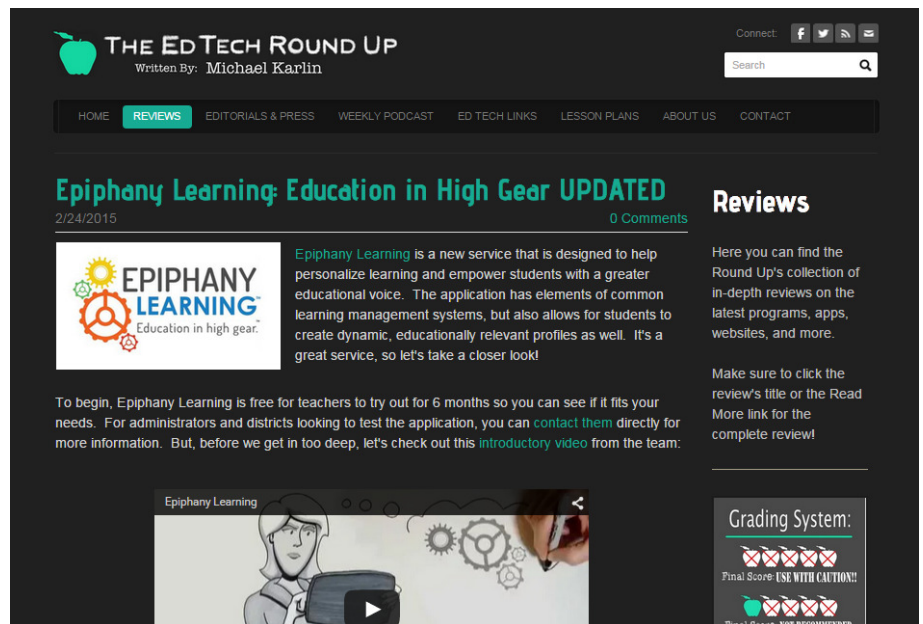 THE ED TECH ROUND UP
Written By: Michael Karlin
Connect:
Search
HOME REVIEWS EDITORIALS & PRESS WEEKLY PODCAST ED TECH LINKS LESSON PLANS ABOUT US CONTACT
Epiphany Learning: Education in High Gear UPDATED
2/24/2015 0 Comments
EPIPHANY
LEARNING™
Education in high gear.
Epiphany Learning is a new service that is designed to help
personalize learning and empower students with a greater
educational voice. The application has elements of common
learning management systems, but also allows for students to
create dynamic, educationally relevant profiles as well. It's a
great service, so let's take a closer look!
To begin, Epiphany Learning is free for teachers to try out for 6 months so you can see if it fits your
needs. For administrators and districts looking to test the application, you can contact them directly for
more information. But, before we get in too deep, let's check out this introductory video from the team:
Epiphany Learning
Reviews
Here you can find the
Round Up's collection of
in-depth reviews on the
latest programs, apps,
websites, and more.
Make sure to click the
review's title or the Read
More link for the
complete review!
Grading System:
Final Score: USE WITH CAUTION!!
Final Score: NOT RECOMMENDED